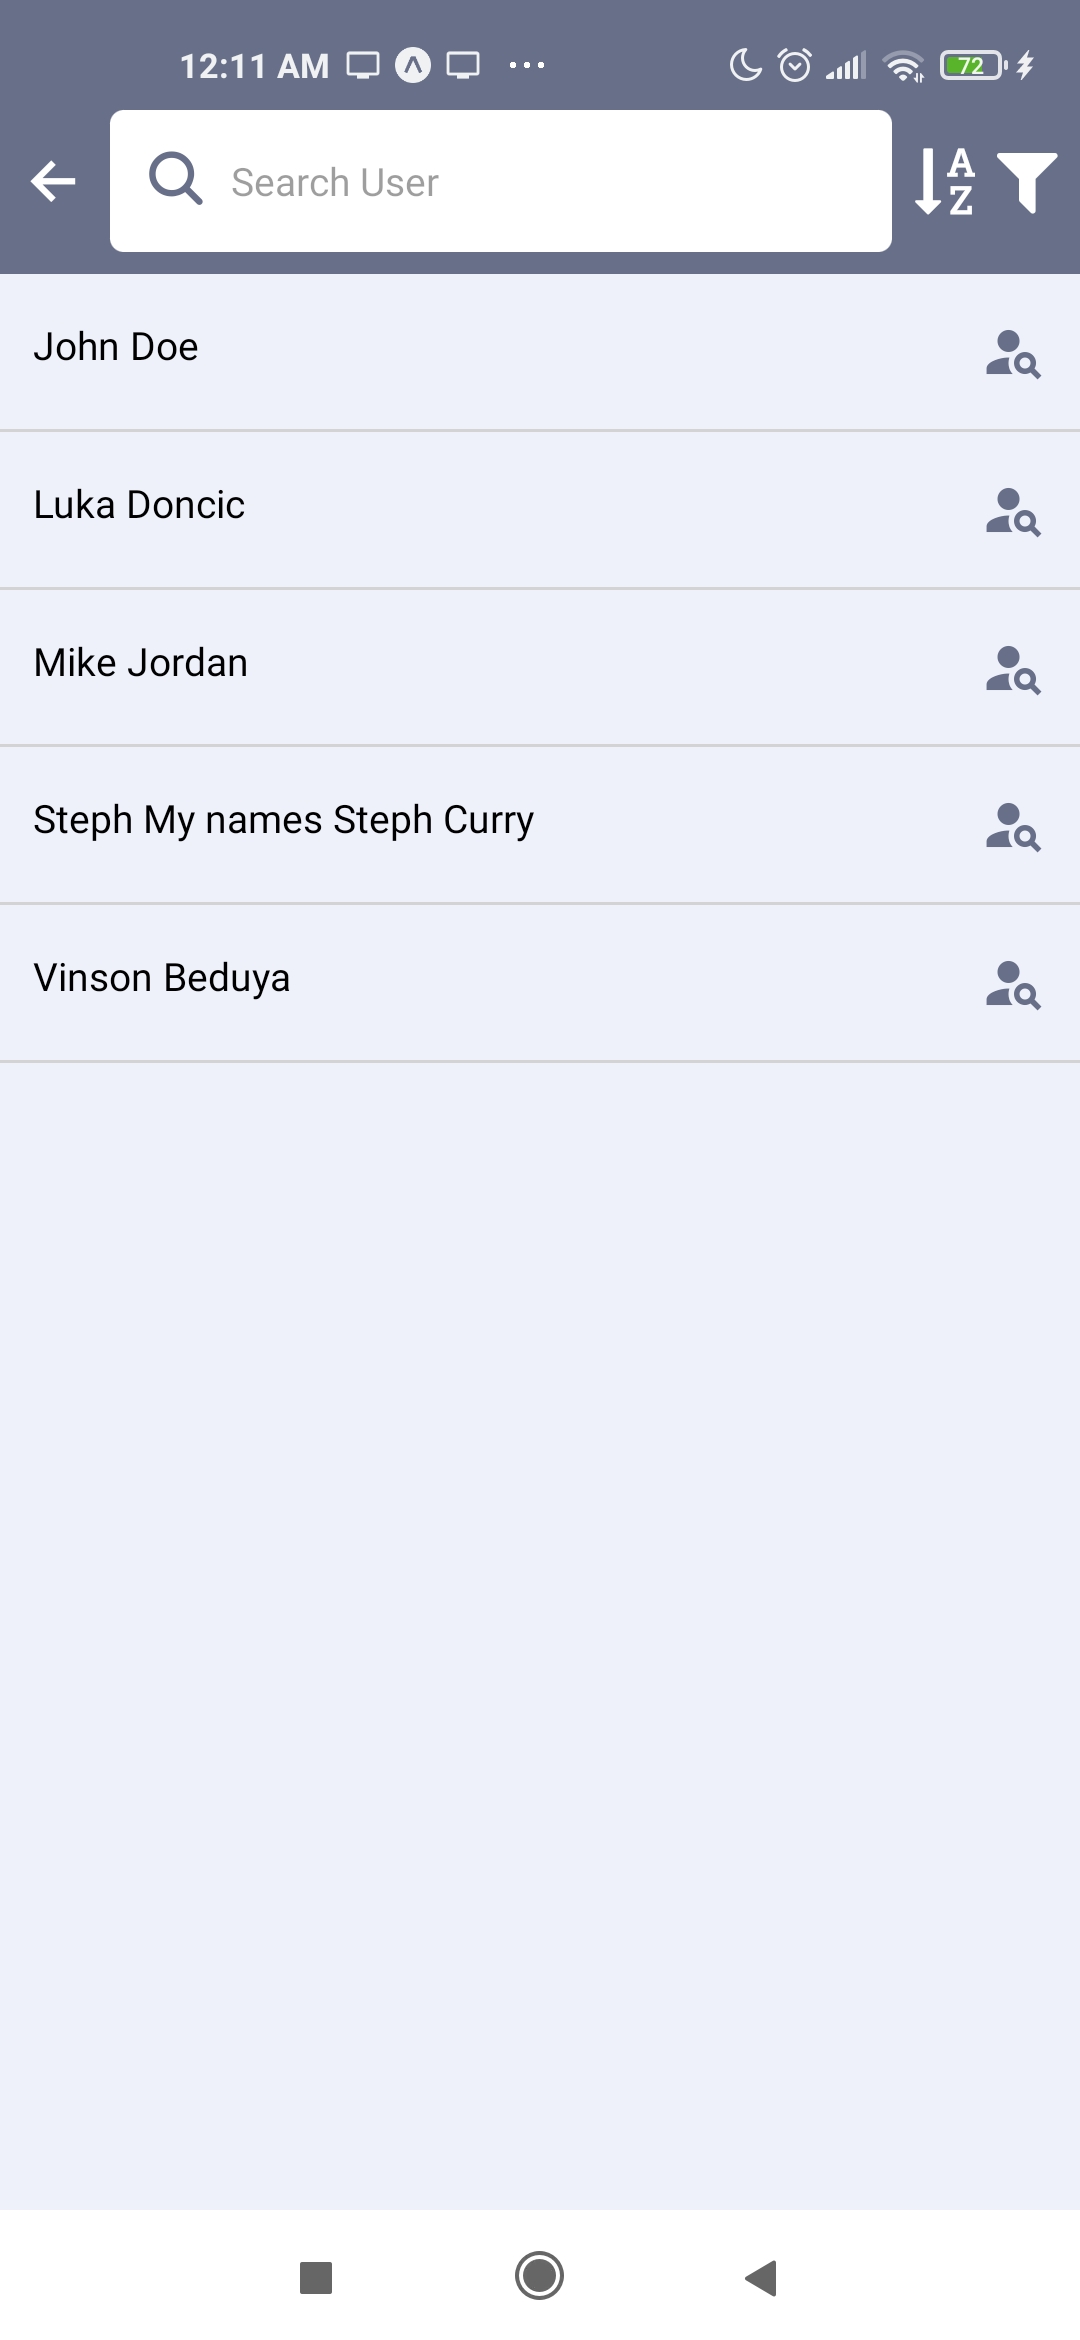 12:11 AM
72
Search User
A
Z
John Doe
Luka Doncic
Mike Jordan
Steph My names Steph Curry
Vinson Beduya